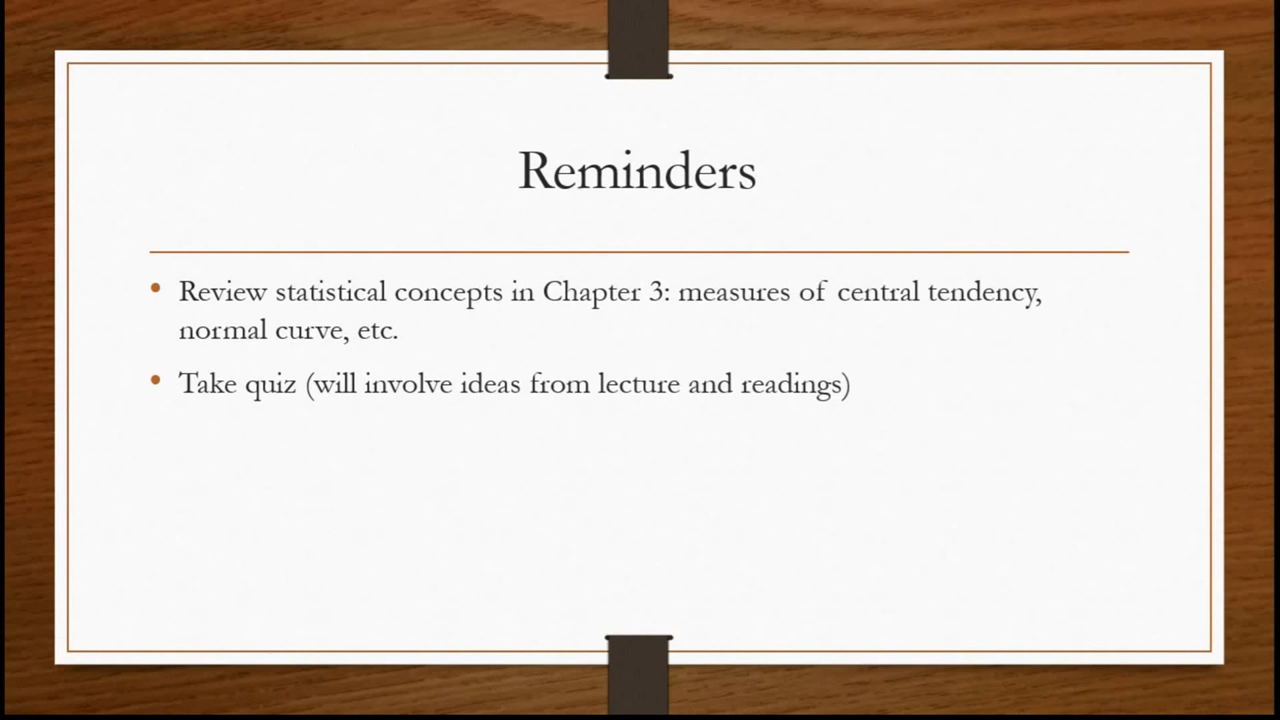 Reminders
• Review statistical concepts in Chapter 3: measures of central tendency,
normal curve, etc.
• Take quiz (will involve ideas from lecture and readings)